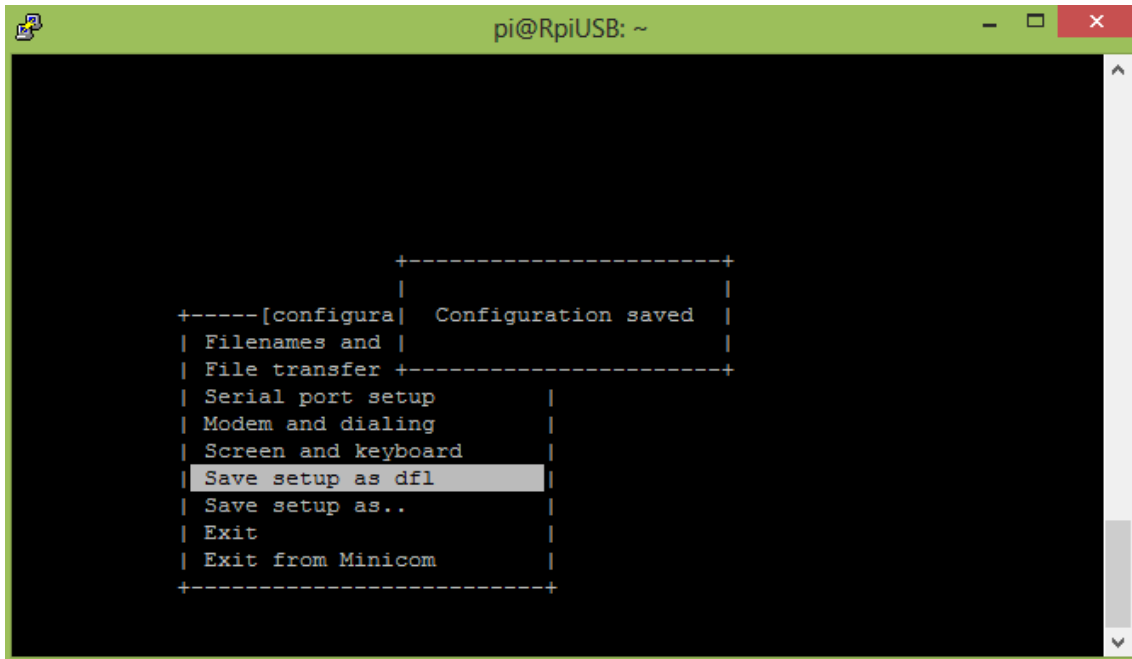 pi@RpiUSB: ~
+-----[configura| Configuration saved |
| Filenames and |
| File transfer +-----------------------+
| Serial port setup |
| Modem and dialing |
| Screen and keyboard |
| Save setup as dfl |
| Save setup as.. |
| Exit |
| Exit from Minicom |